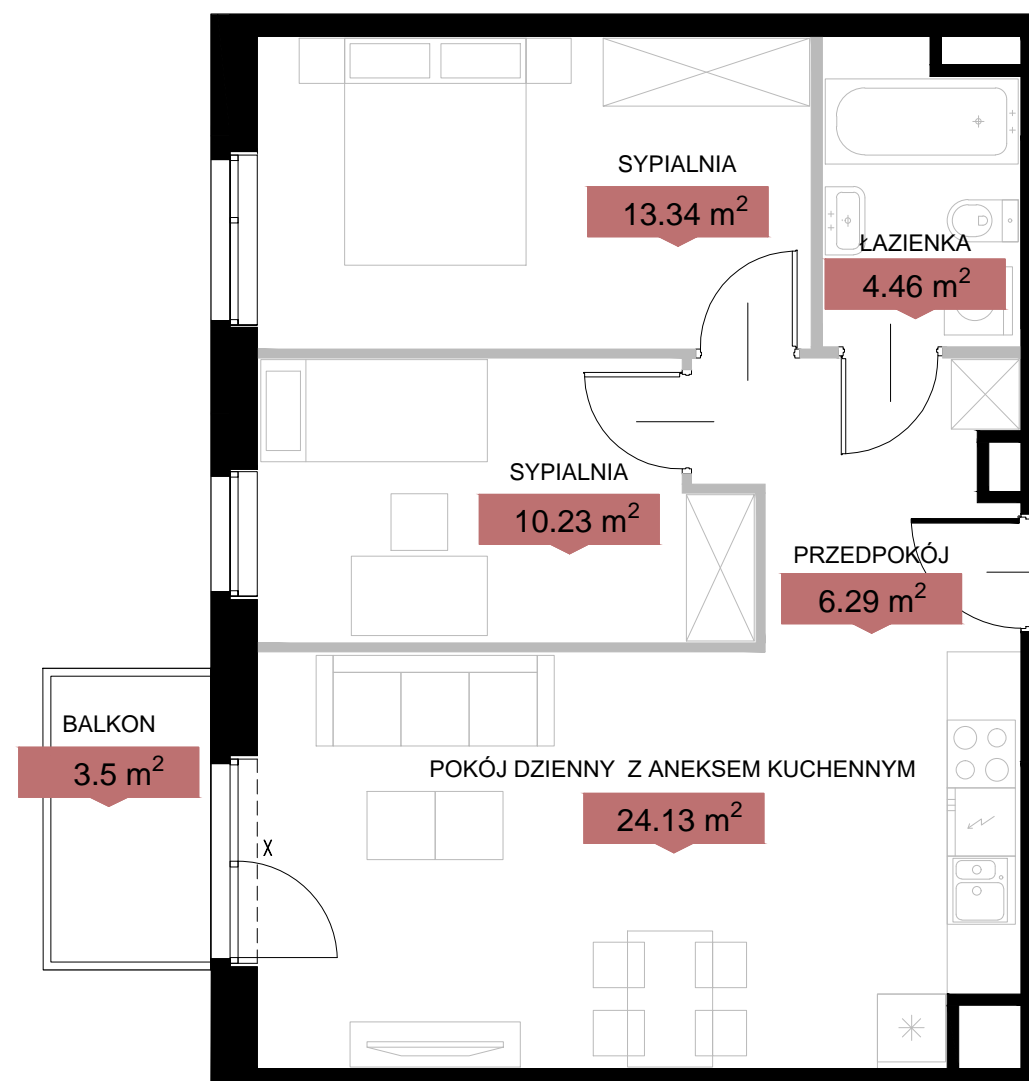 SYPIALNIA
13.34 m²
ŁAZIENKA
4.46 m²
SYPIALNIA
10.23 m²
PRZEDPOKÓJ
6.29 m²
BALKON
3.5 m²
POKÓJ DZIENNY Z ANEKSEM KUCHENNYM
24.13 m²
X